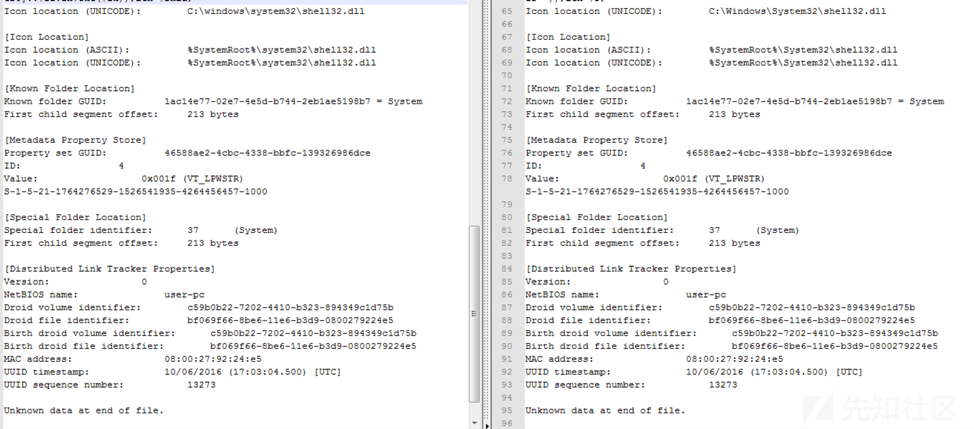 Icon location (UNICODE): C:\windows\system32\shell32.dll
[Icon Location]
Icon location (ASCII): %SystemRoot%\system32\shell32.dll
Icon location (UNICODE): %SystemRoot%\system32\shell32.dll
[Known Folder Location]
Known folder GUID: 1ac14e77-02e7-4e5d-b744-2eb1ae5198b7 = System
First child segment offset: 213 bytes
[Metadata Property Store]
Property set GUID: 46588ae2-4cbc-4338-bbfc-139326986dce
ID: 4
Value: 0x001f (VT_LPWSTR)
S-1-5-21-1764276529-1526541935-4264456457-1000
[Special Folder Location]
Special folder identifier: 37 (System)
First child segment offset: 213 bytes
[Distributed Link Tracker Properties]
Version: 0
NetBIOS name: user-pc
Droid volume identifier: c59b0b22-7202-4410-b323-894349c1d75b
Droid file identifier: bf069f66-8be6-11e6-b3d9-0800279224e5
Birth droid volume identifier: c59b0b22-7202-4410-b323-894349c1d75b
Birth droid file identifier: bf069f66-8be6-11e6-b3d9-0800279224e5
MAC address: 08:00:27:92:24:e5
UUID timestamp: 10/06/2016 (17:03:04.500) [UTC]
UUID sequence number: 13273
Unknown data at end of file.
65 Icon location (UNICODE): C:\Windows\System32\shell32.dll
66
67 [Icon Location]
68 Icon location (ASCII): %SystemRoot%\system32\shell32.dll
69 Icon location (UNICODE): %SystemRoot%\system32\shell32.dll
70
71 [Known Folder Location]
72 Known folder GUID: 1ac14e77-02e7-4e5d-b744-2eb1ae5198b7 = System
73 First child segment offset: 213 bytes
74
75 [Metadata Property Store]
76 Property set GUID: 46588ae2-4cbc-4338-bbfc-139326986dce
77 ID: 4
78 Value: 0x001f (VT_LPWSTR)
S-1-5-21-1764276529-1526541935-4264456457-1000
79
80 [Special Folder Location]
81 Special folder identifier: 37 (System)
82 First child segment offset: 213 bytes
83
84 [Distributed Link Tracker Properties]
85 Version: 0
86 NetBIOS name: user-pc
87 Droid volume identifier: c59b0b22-7202-4410-b323-894349c1d75b
88 Droid file identifier: bf069f66-8be6-11e6-b3d9-0800279224e5
89 Birth droid volume identifier: c59b0b22-7202-4410-b323-894349c1d75b
90 Birth droid file identifier: bf069f66-8be6-11e6-b3d9-0800279224e5
91 MAC address: 08:00:27:92:24:e5
92 UUID timestamp: 10/06/2016 (17:03:04.500) [UTC]
93 UUID sequence number: 13273
94
95 Unknown data at end of file.
96
先知社区